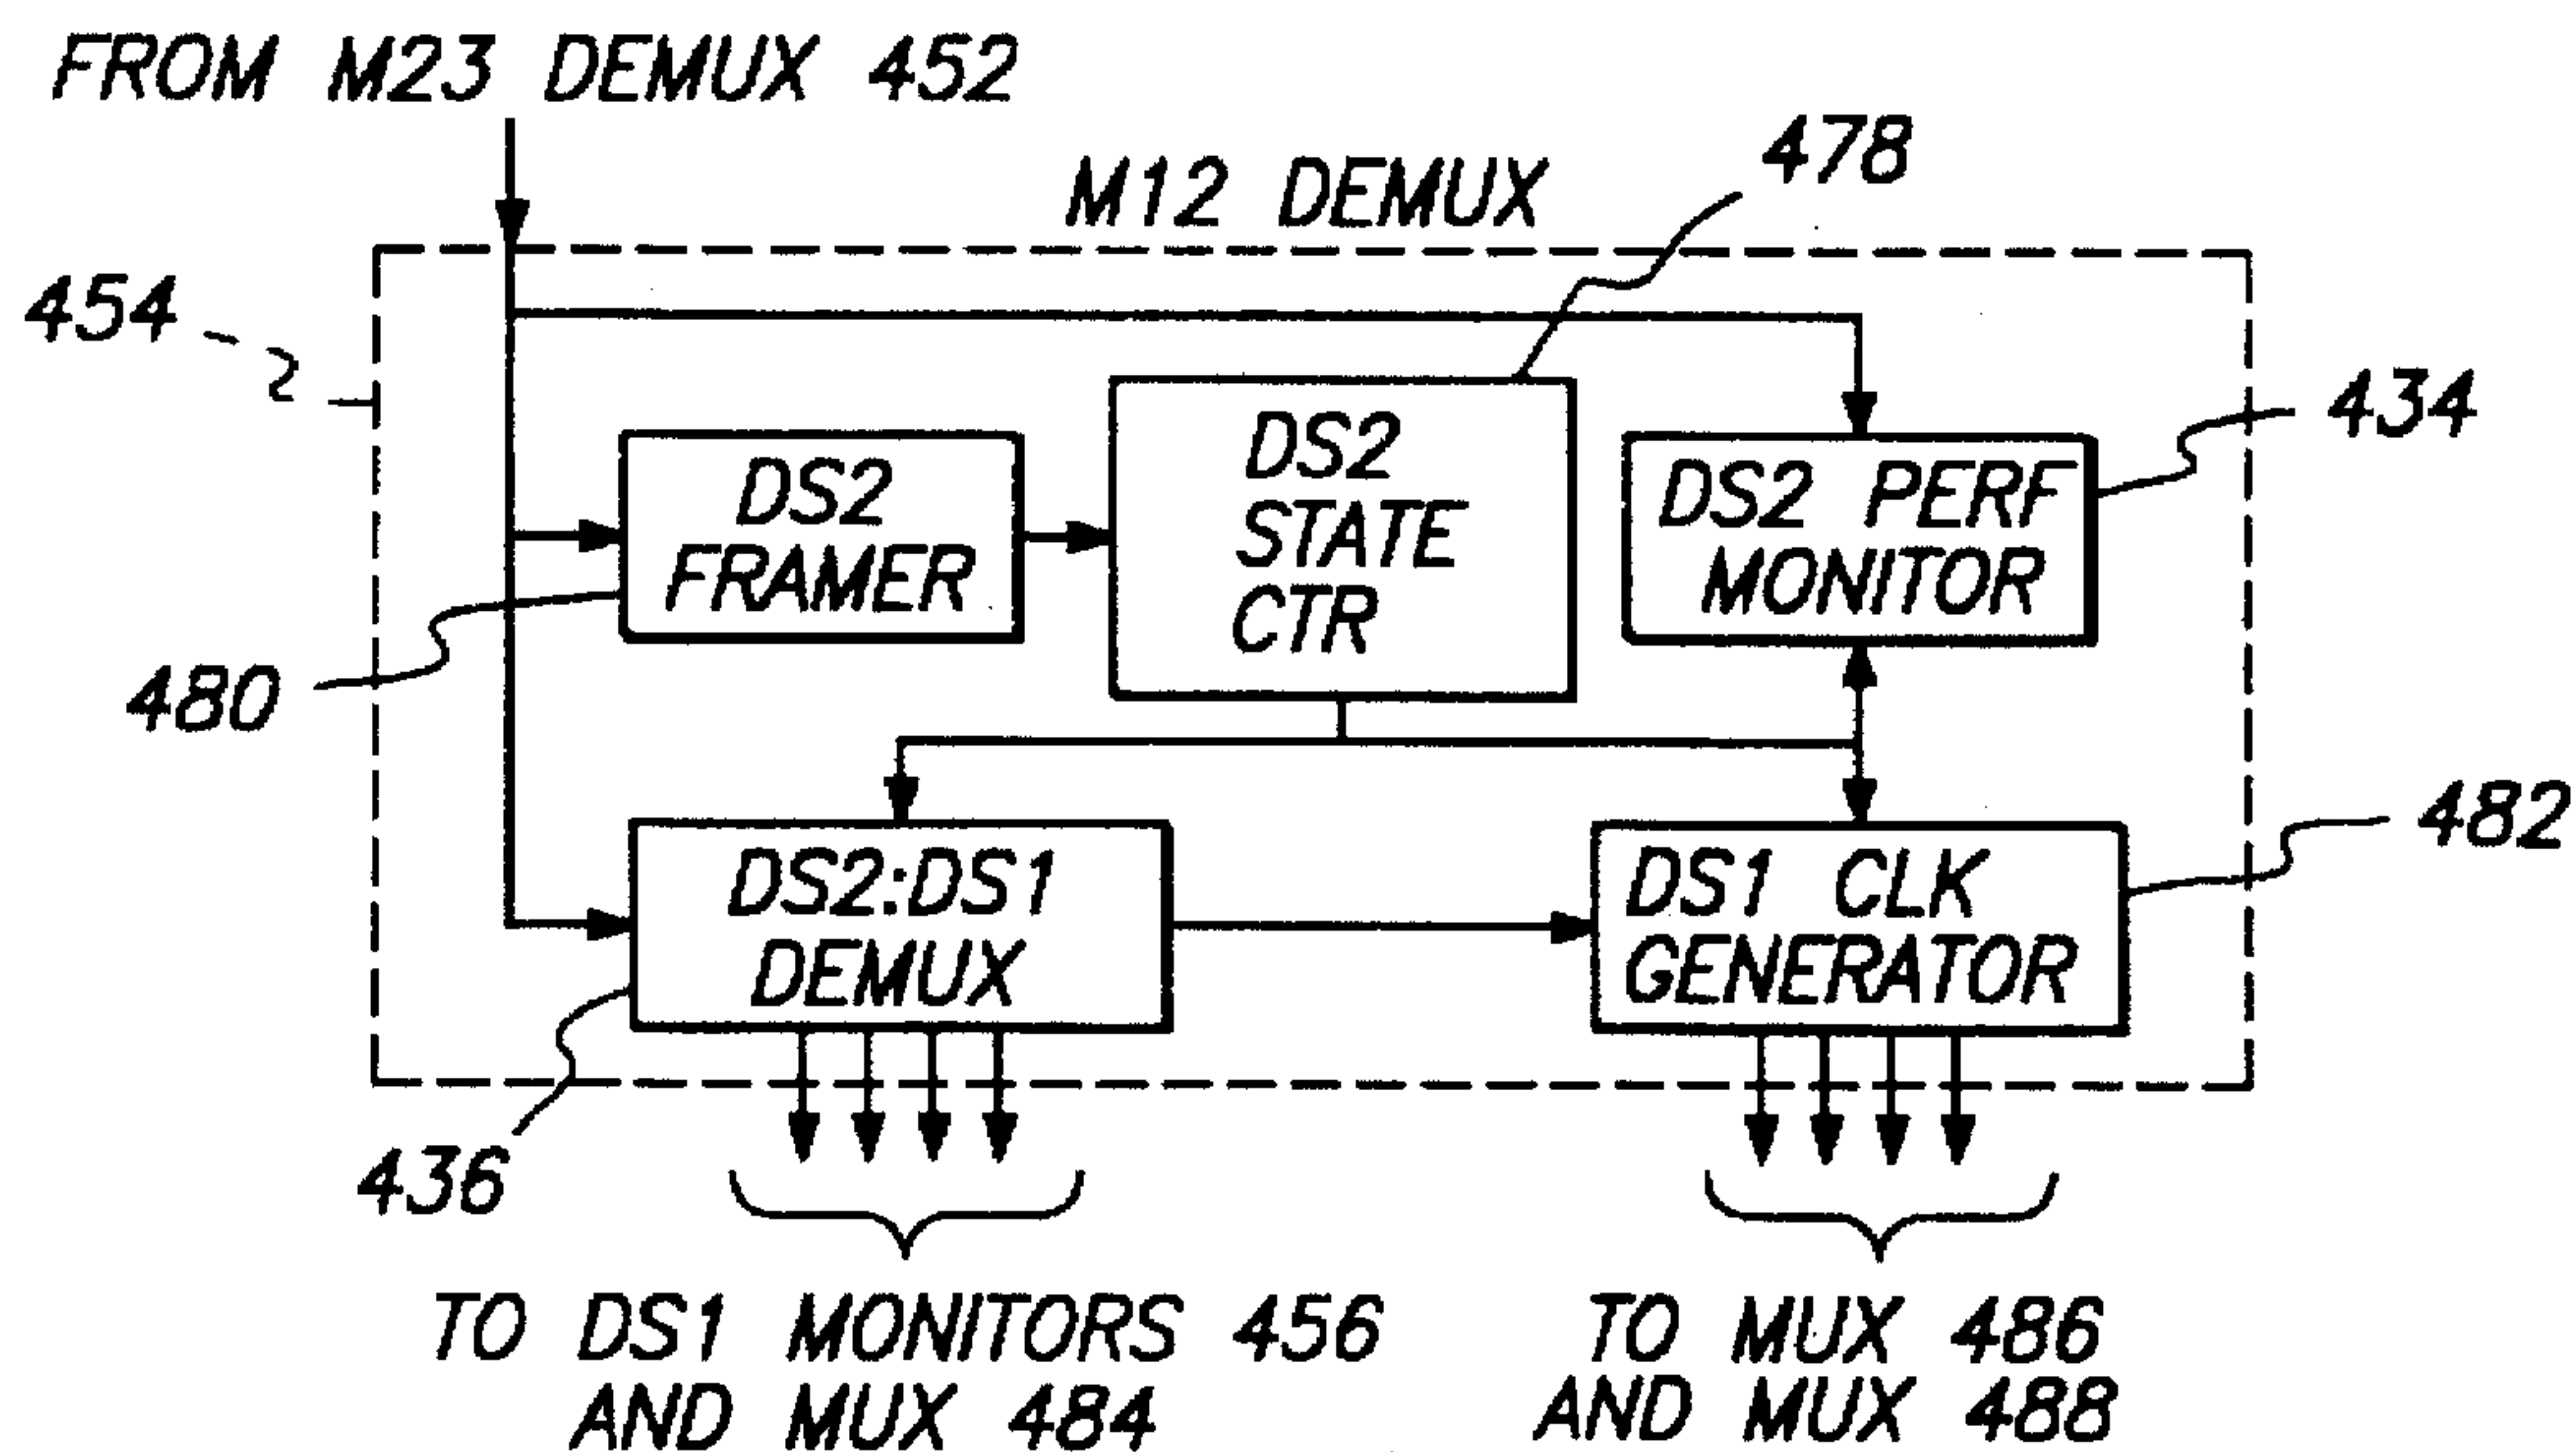 FROM M23 DEMUX 452
M12 DEMUX
478
454
434
DS2
FRAMER
DS2
STATE
CTR
DS2 PERF
MONITOR
480
482
DS2:DS1
DEMUX
DS1 CLK
GENERATOR
436
TO DS1 MONITORS 456
AND MUX 484
TO MUX 486
AND MUX 488